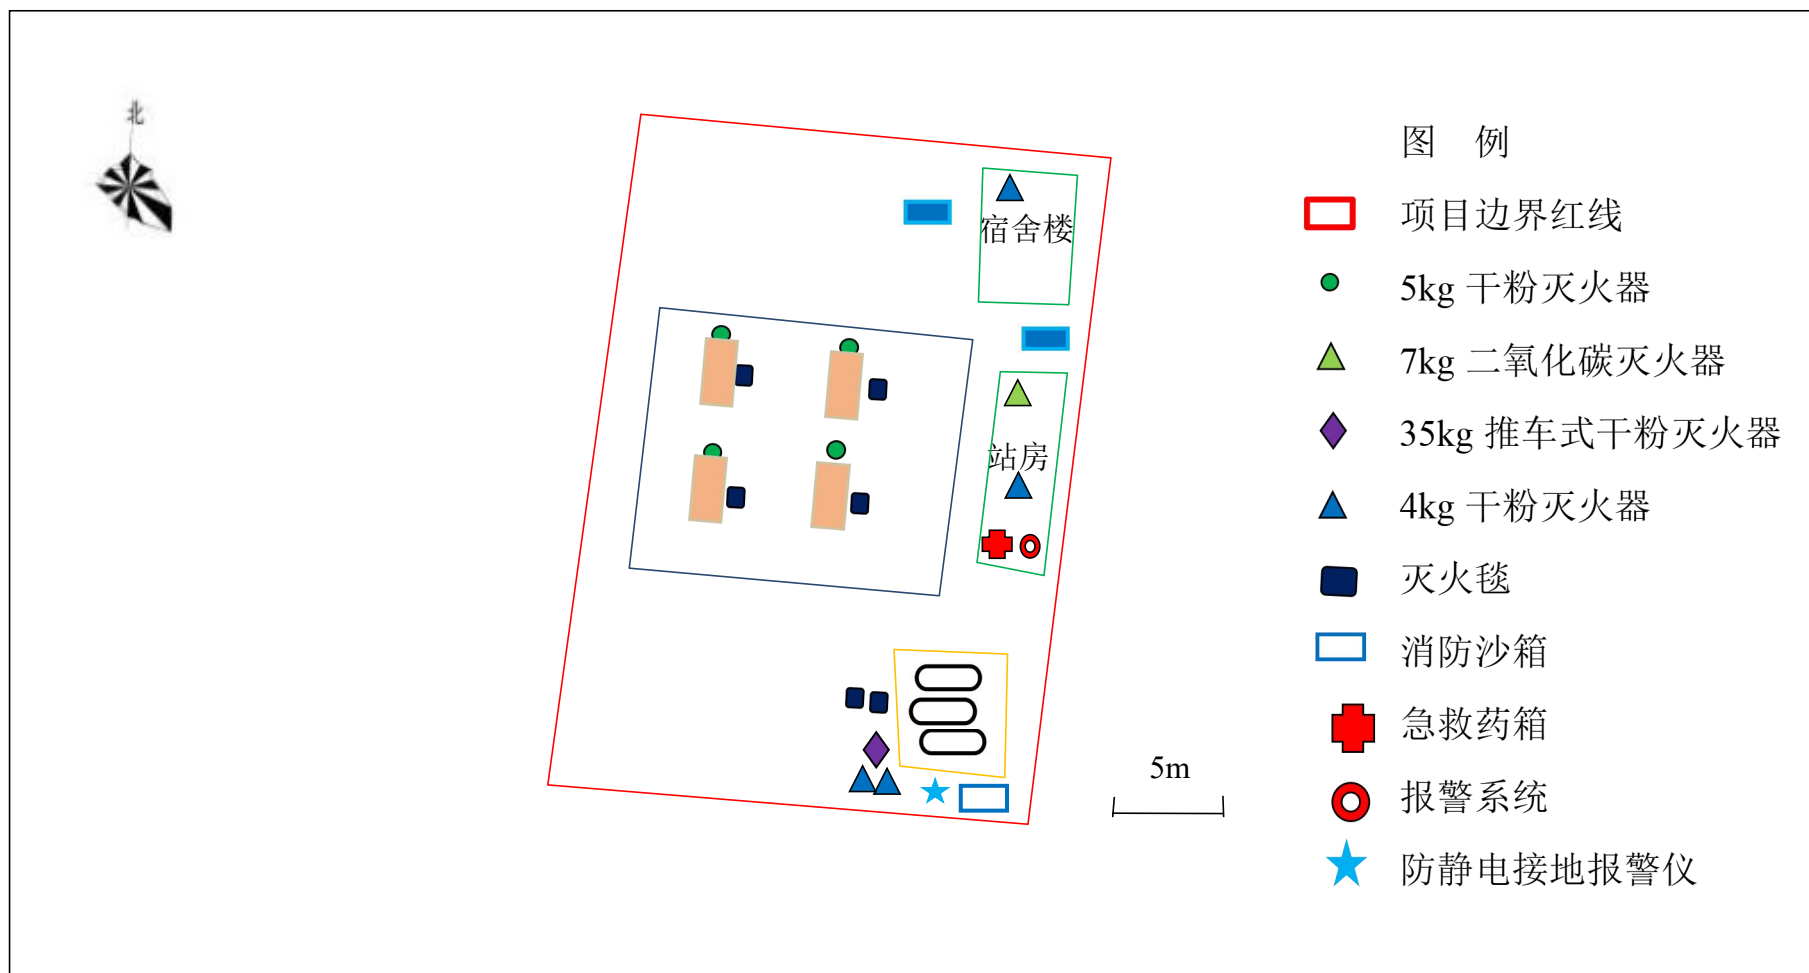 北
宿舍楼
站房
5m
图 例
项目边界红线
5kg 干粉灭火器
7kg 二氧化碳灭火器
35kg 推车式干粉灭火器
4kg 干粉灭火器
灭火毯
消防沙箱
急救药箱
报警系统
防静电接地报警仪